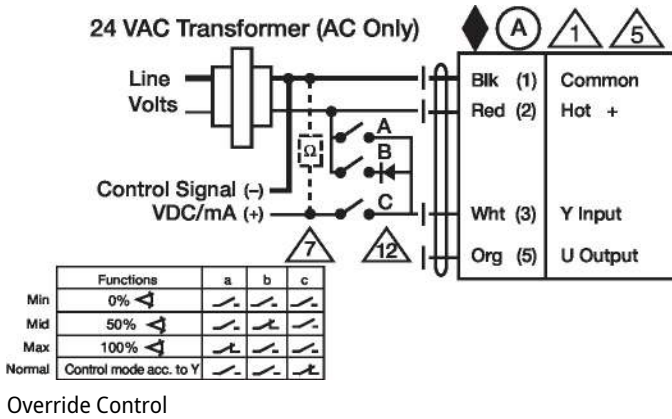 24 VAC Transformer (AC Only)
A 1 5
Line
Volts
Blk (1) Common
Red (2) Hot +
A
B
Ω
Control Signal (-)
VDC/mA (+)
C
Wht (3) Y Input
7 12
Org (5) U Output
Functions a b c
Min 0%
Mid 50%
Max 100%
Normal Control mode acc. to Y
Override Control